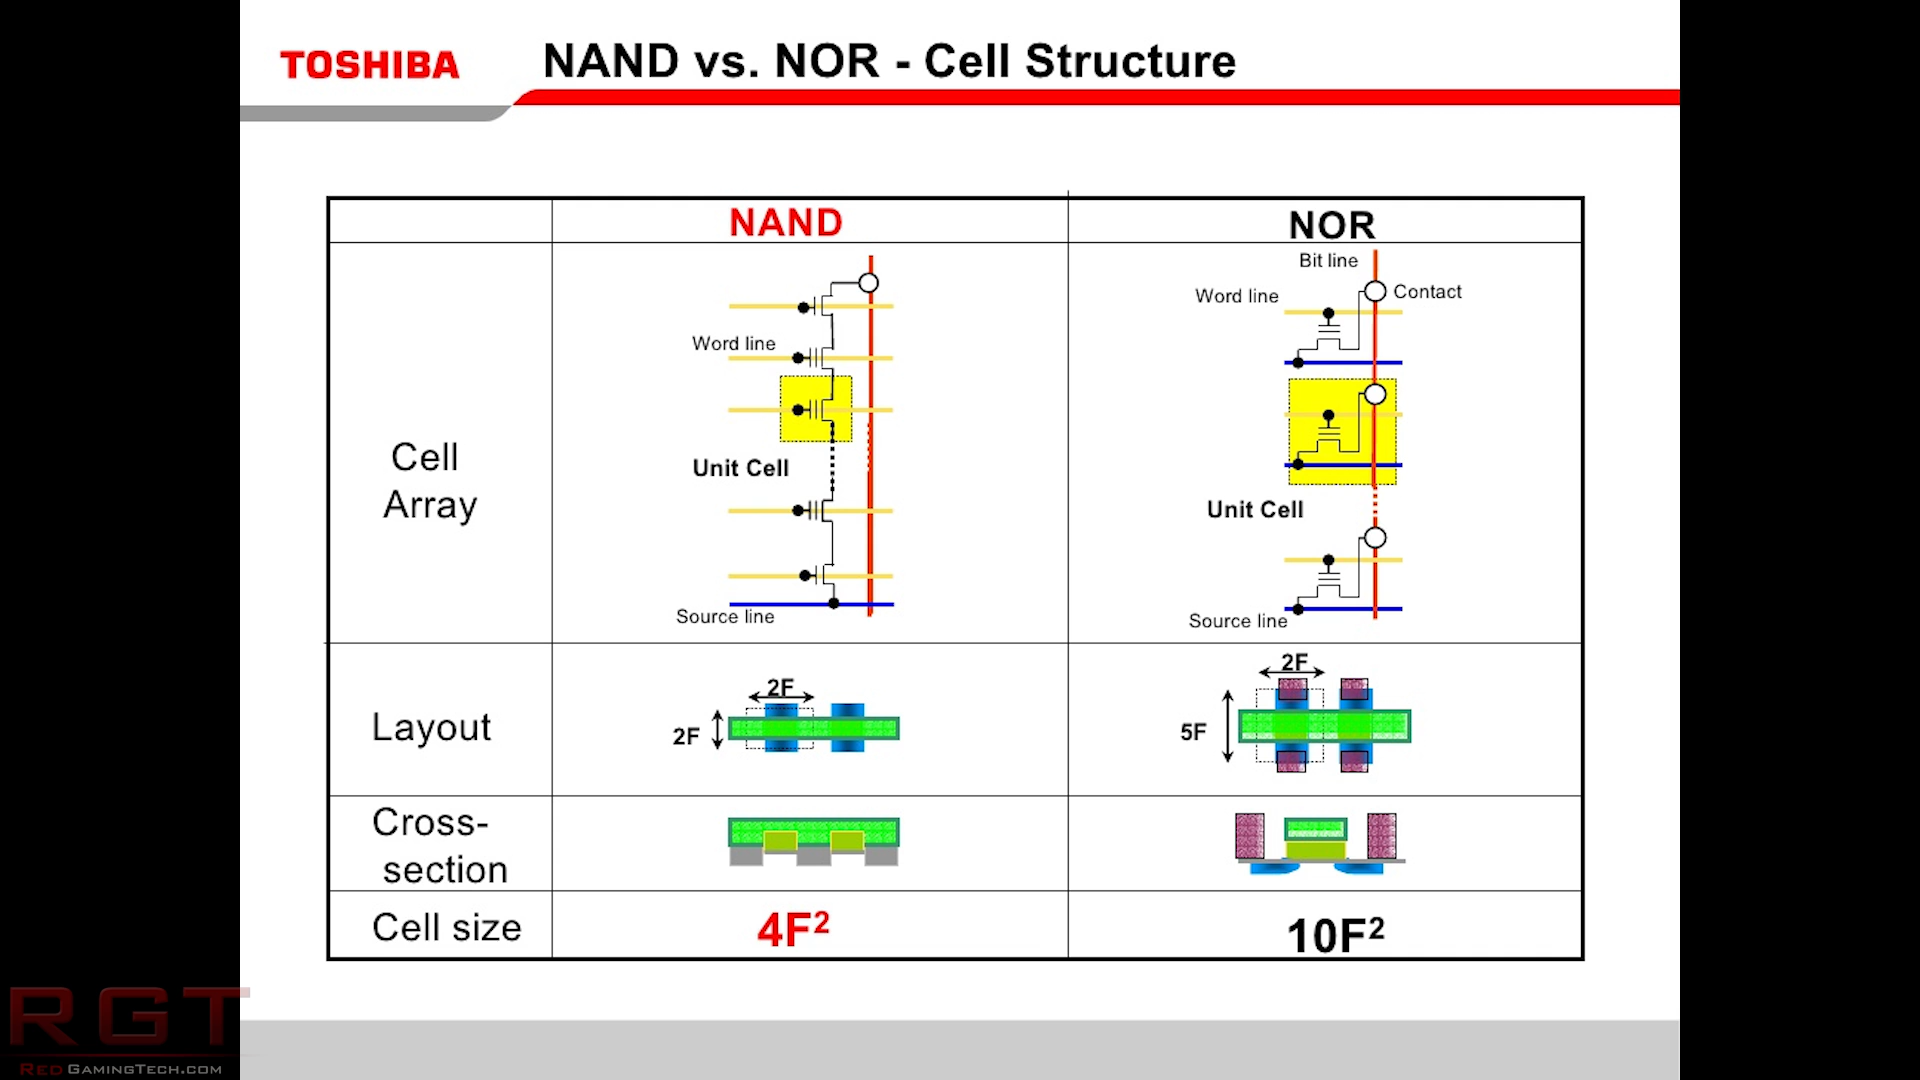 TOSHIBA
NAND vs. NOR - Cell Structure
NAND
NOR
Cell
Array
Word line
Unit Cell
Source line
Bit line
Word line
Contact
Unit Cell
Source line
Layout
2F
2F
2F
5F
Cross-
section
Cell size
4F²
10F²
RGT
REDGAMINGTECH.COM